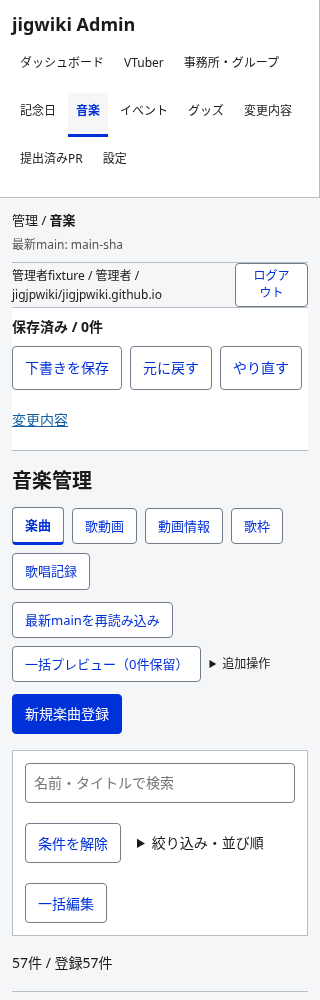 jigwiki Admin
ダッシュボード VTuber 事務所・グループ
記念日 音楽 イベント グッズ 変更内容
提出済みPR 設定
管理 / 音楽
最新main: main-sha
管理者fixture / 管理者 /
jigjpwiki/jigjpwiki.github.io
ログア
ウト
保存済み / 0件
下書きを保存 元に戻す やり直す
変更内容
音楽管理
楽曲 歌動画 動画情報 歌枠
歌唱記録
最新mainを再読み込み
一括プレビュー（0件保留） ▶ 追加操作
新規楽曲登録
名前・タイトルで検索
条件を解除 ▶ 絞り込み・並び順
一括編集
57件 / 登録57件